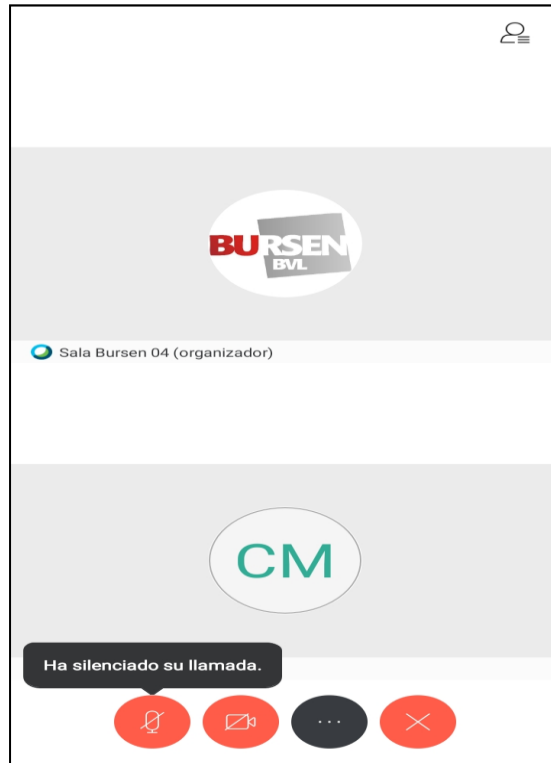 BURSEN
BVL
Sala Bursen 04 (organizador)
CM
Ha silenciado su llamada.